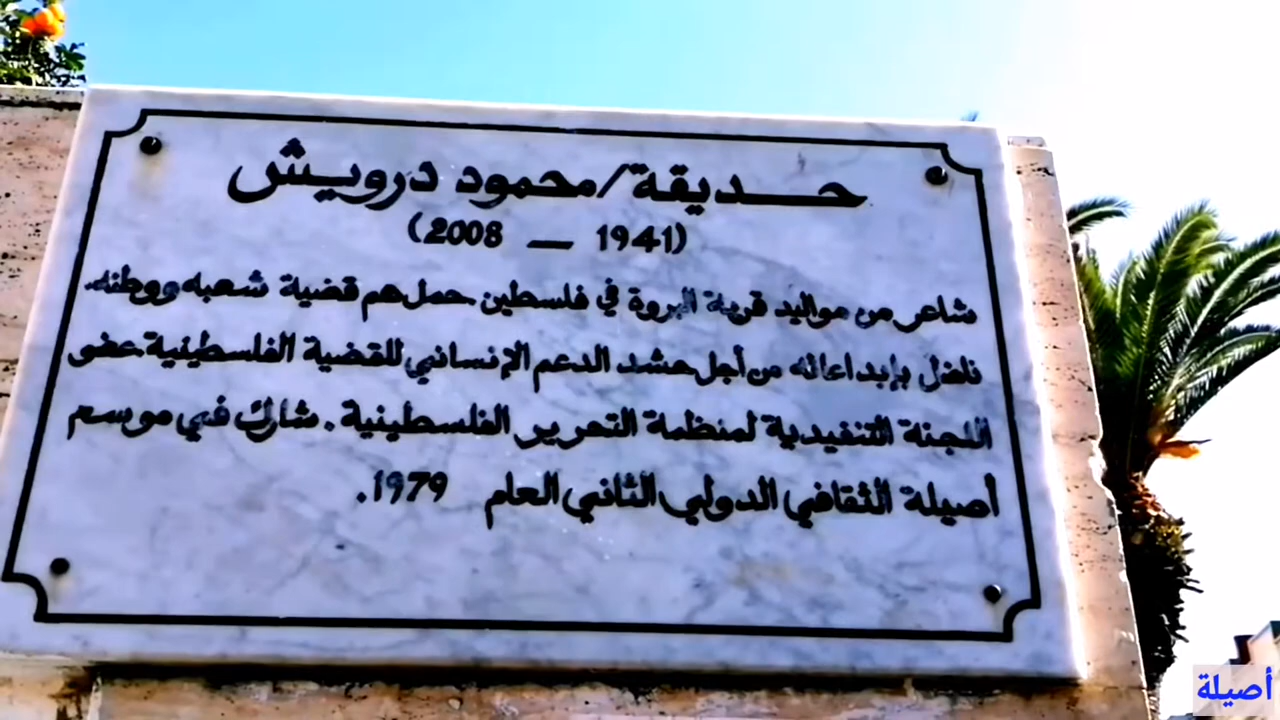 حديقة/محمود درويش
(1941 — 2008)
شاعر من مواليد قرية البروة في فلسطين حمل هم قضية شعبه ووطنه.
ناضل بإبداعاته من أجل حشد الدعم الإنساني للقضية الفلسطينية عضو
اللجنة التنفيدية لمنظمة التحرير الفلسطينية. شارك في موسم
أصيلة الثقافي الدولي الثاني العام 1979.
أصيلة